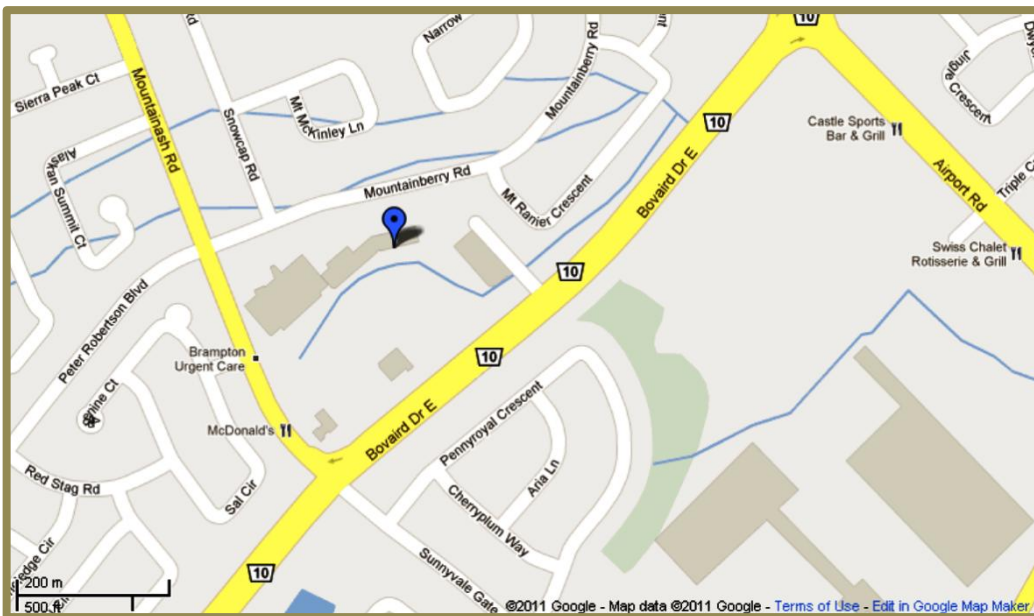 10
Narrow
Rd
Sierra Peak Ct
Mountainash Rd
Snowcap Rd
Mt McKinley Ln
Mountainberry Rd
10
Castle Sports
Bar & Grill
Jingle
Crescent
Alaskan Summit Ct
Mountainberry Rd
Mt Ranier Crescent
Bovaird Dr E
Airport Rd
Swiss Chalet
Rotisserie & Grill
10
Peter Robertson Blvd
Brampton
Urgent Care
10
McDonald's
Bovaird Dr E
Pennyroyal Crescent
Aria Ln
Cherryplum Way
Red Stag Rd
Sal Cir
Sunnyvale Gate
10
200 m
500 ft
©2011 Google - Map data ©2011 Google - Terms of Use - Edit in Google Map Maker